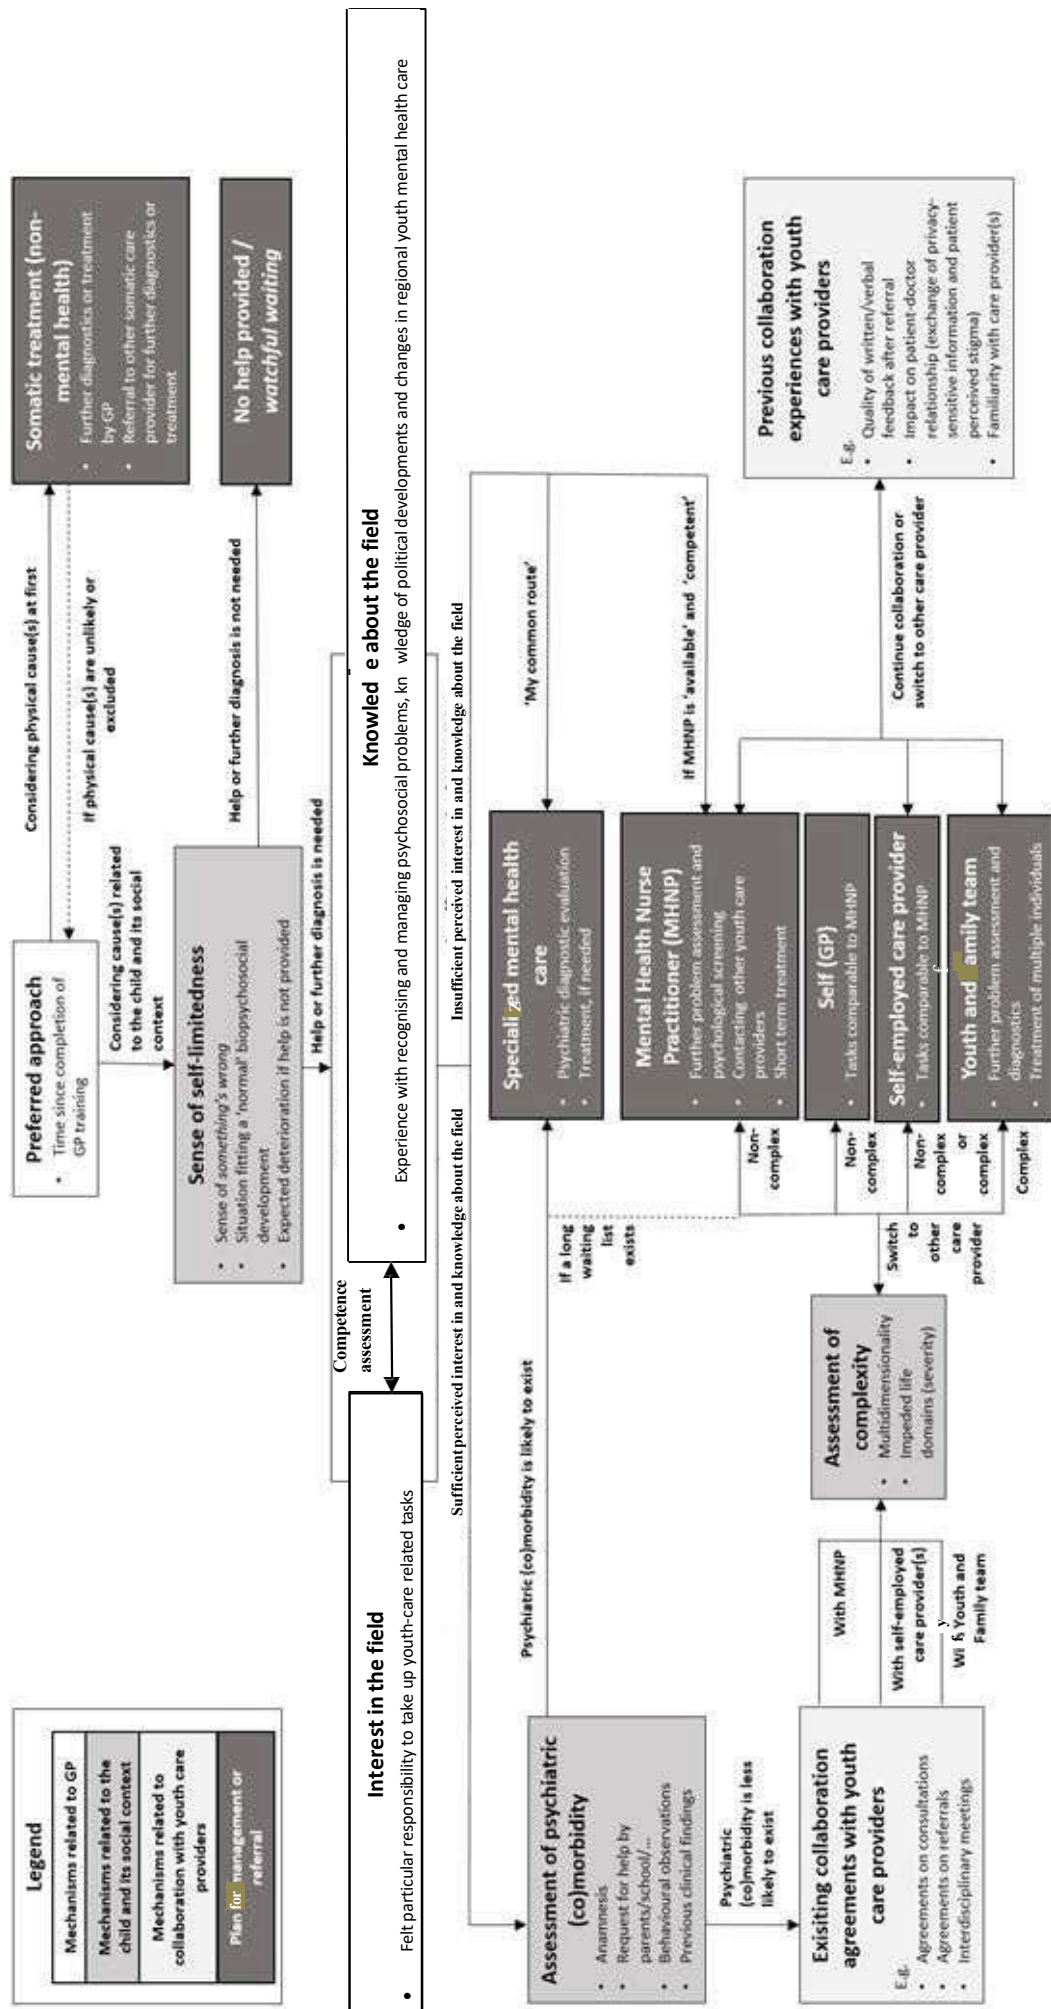 Legend
Mechanisms related to GP
Mechanisms related to the
child and its social context
Mechanisms related to
collaboration with youth care
providers
Plan for management or
referral
Preferred approach
• Time since completion of
GP training
Considering physical cause(s) at first
If physical cause(s) are unlikely or
excluded
Somatic treatment (non-
mental health)
• Further diagnostics or treatment
by GP
• Referral to other somatic care
provider for further diagnostics or
treatment
Considering cause(s) related
to the child and its social
context
Sense of self-limitedness
• Sense of something's wrong
• Situation fitting a 'normal' biopsychosocial
development
• Expected deterioration if help is not provided
Help or further diagnosis is not needed
No help provided /
watchful waiting
Help or further diagnosis is needed
Interest in the field
• Felt particular responsibility to take up youth-care related tasks
Competence
assessment
Knowled e about the field
• Experience with recognising and managing psychosocial problems, kn wledge of political developments and changes in regional youth mental health care
Sufficient perceived interest in and knowledge about the field
Insufficient perceived interest in and knowledge about the field
Assessment of psychiatric
(co)morbidity
• Anamnesis
• Request for help by
parents/school/...
• Behavioural observations
• Previous clinical findings
Psychiatric (co)morbidity is likely to exist
Specialized mental health
care
• Psychiatric diagnostic evaluation
• Treatment, if needed
'My common route'
If MHNP is 'available' and 'competent'
If a long
waiting
list
exists
Psychiatric
(co)morbidity is less
likely to exist
Mental Health Nurse
Practitioner (MHNP)
• Further problem assessment and
psychological screening
• Contacting other youth care
providers
• Short term treatment
Non-
complex
Self (GP)
• Tasks comparable to MHNP
Non-
complex
Self-employed care provider
• Tasks comparable to MHNP
Non-
complex
or
complex
Youth and family team
• Further problem assessment and
diagnostics
• Treatment of multiple individuals
Complex
Exisiting collaboration
agreements with youth
care providers
E.g.
• Agreements on consultations
• Agreements on referrals
• Interdisciplinary meetings
With MHNP
With self-employed
care provider(s)
Wi fy Youth and
Family team
Assessment of
complexity
• Multidimensionality
• Impeded life
domains (severity)
Switch
to
other
care
provider
Continue collaboration or
switch to other care provider
Previous collaboration
experiences with youth
care providers
E.g.
• Quality of written/verbal
feedback after referral
• Impact on patient-doctor
relationship (exchange of privacy-
sensitive information and patient
perceived stigma)
• Familiarity with care provider(s)